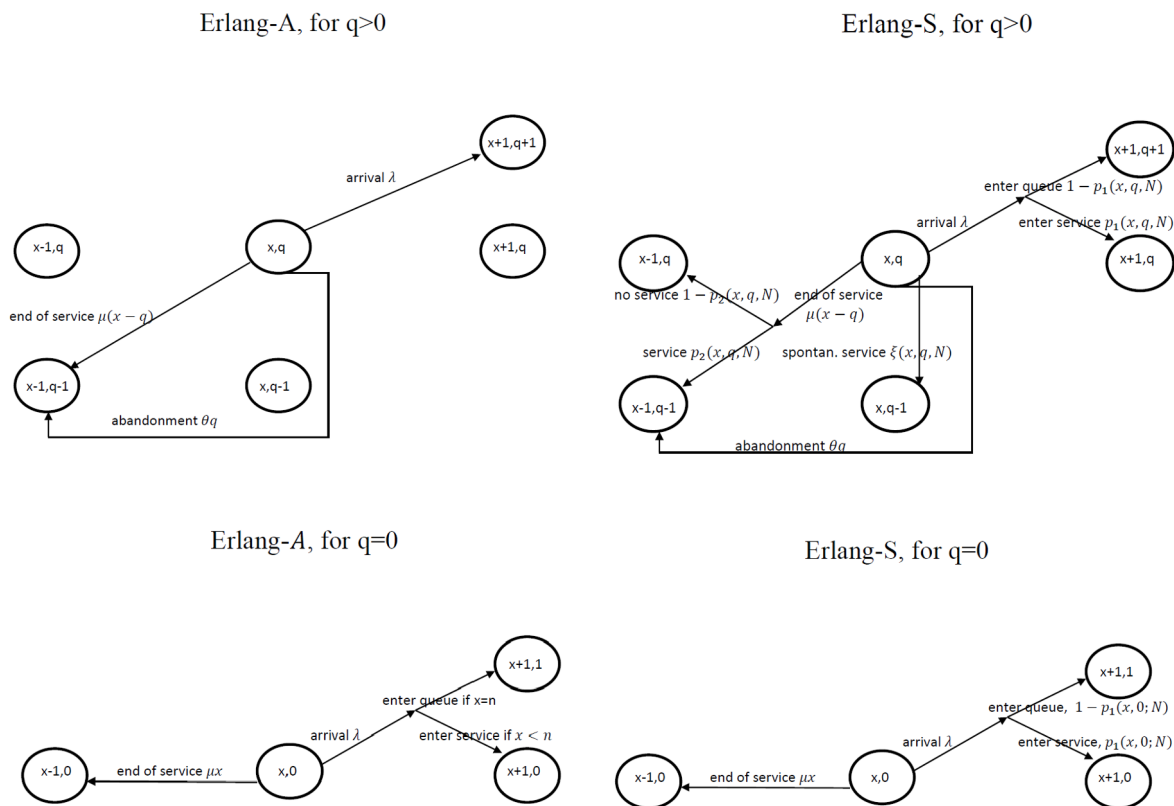 Erlang-A, for q>0
x+1,q+1
arrival λ
x-1,q
x,q
x+1,q
end of service μ(x − q)
x-1,q-1
x,q-1
abandonment θq
Erlang-S, for q>0
x+1,q+1
enter queue 1 − p₁(x, q, N)
arrival λ
enter service p₁(x, q, N)
x-1,q
x,q
x+1,q
no service 1 − p₂(x, q, N)
end of service
μ(x − q)
service p₂(x, q, N)
spontan. service ξ(x, q, N)
x-1,q-1
x,q-1
abandonment θq
Erlang-A, for q=0
x+1,1
enter queue if x=n
arrival λ
enter service if x < n
x-1,0
end of service μx
x,0
x+1,0
Erlang-S, for q=0
x+1,1
enter queue, 1 − p₁(x, 0; N)
arrival λ
enter service, p₁(x, 0; N)
x-1,0
end of service μx
x,0
x+1,0